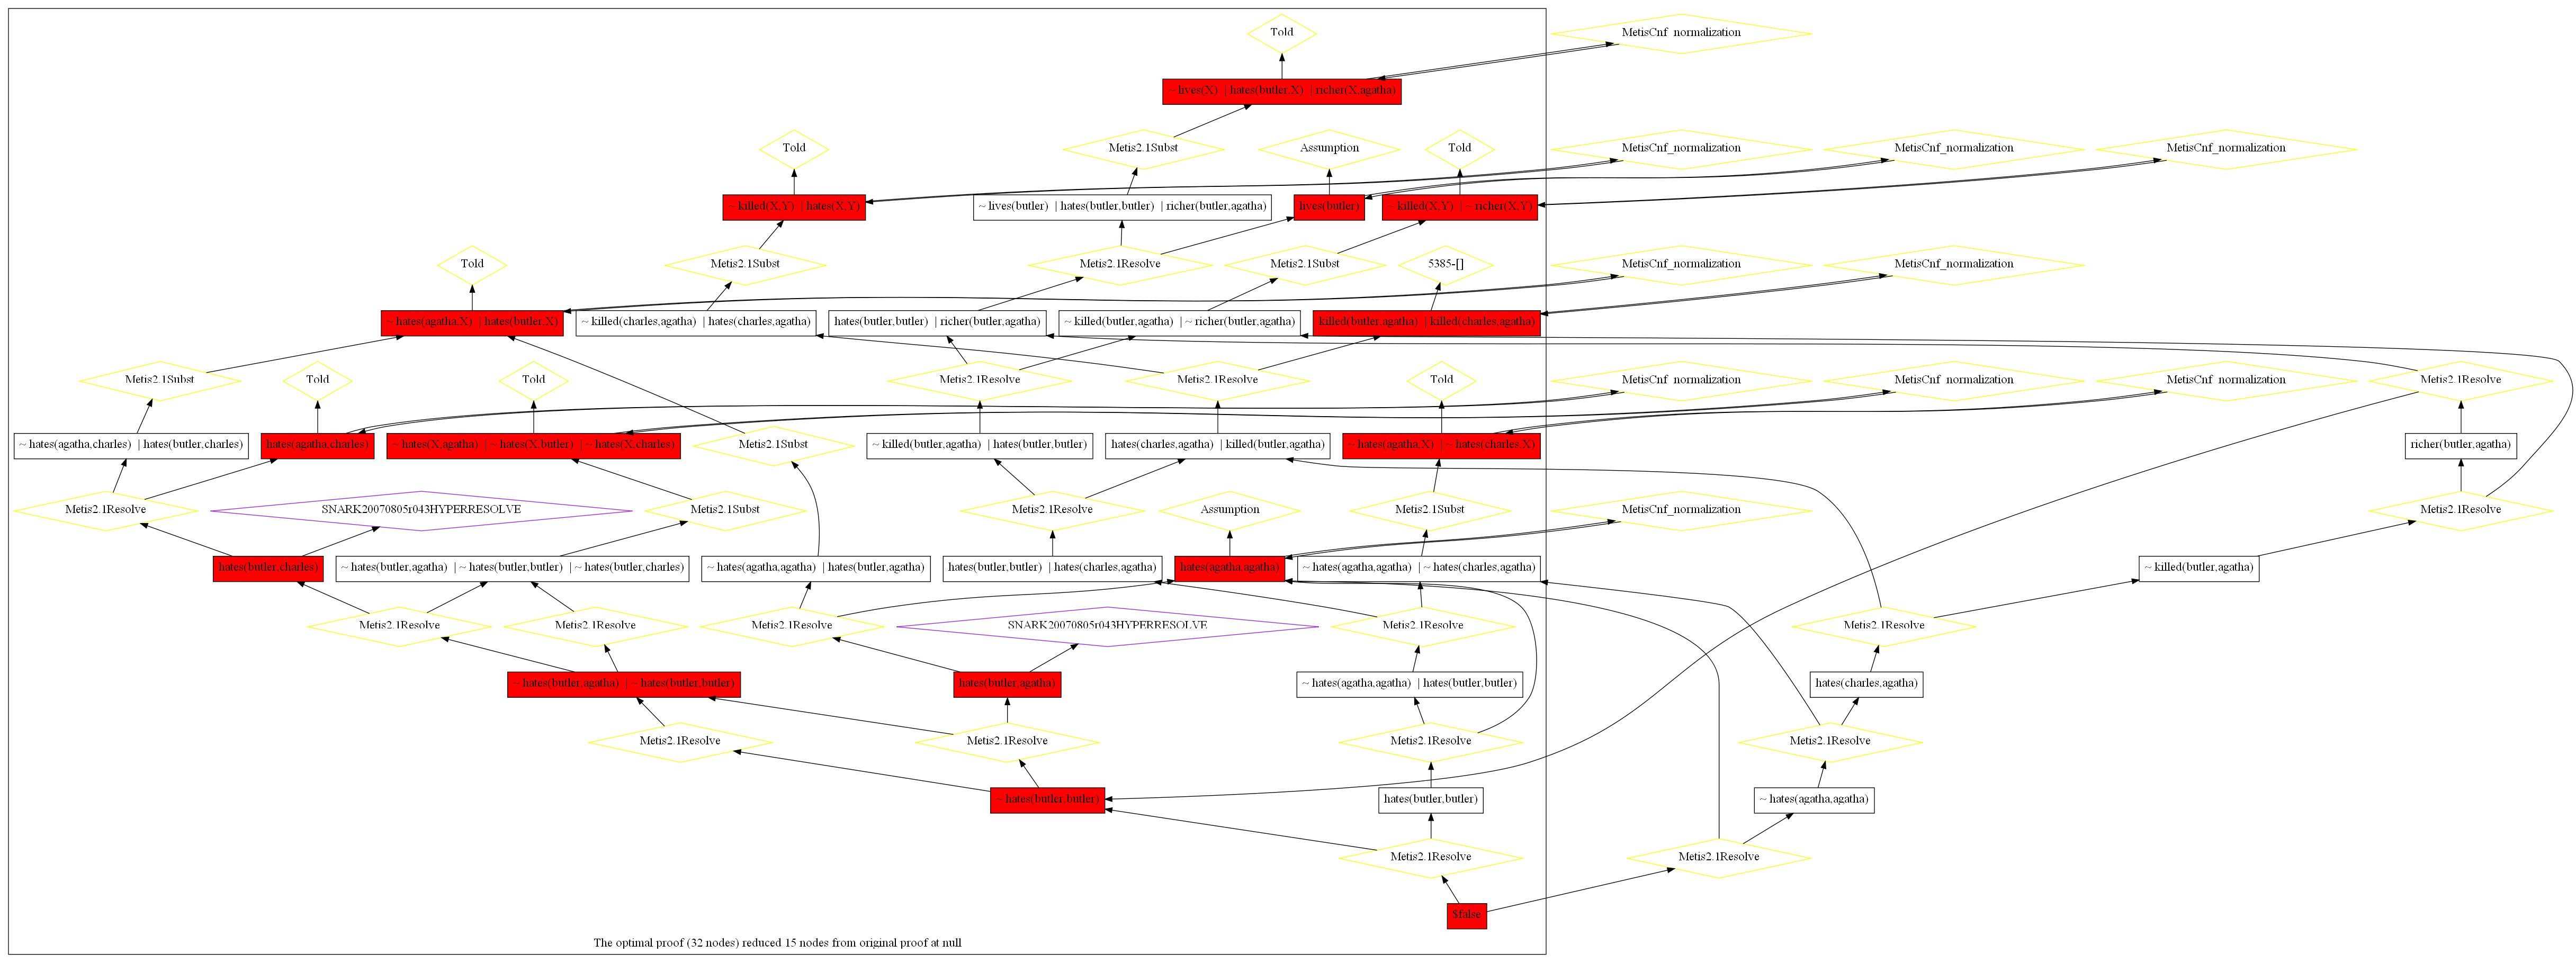 Told
MetisCnf_normalization
~ lives(X) | hates(butler,X) | richer(X,agatha)
Told
Metis2.1Subst
Assumption
Told
MetisCnf_normalization
MetisCnf_normalization
MetisCnf_normalization
~ killed(X,Y) | hates(X,Y)
~ lives(butler) | hates(butler,butler) | richer(butler,agatha)
lives(butler)
~ killed(X,Y) | ~ richer(X,Y)
Told
Metis2.1Subst
Metis2.1Resolve
Metis2.1Subst
5385-[]
MetisCnf_normalization
MetisCnf_normalization
~ hates(agatha,X) | hates(butler,X)
~ killed(charles,agatha) | hates(charles,agatha)
hates(butler,butler) | richer(butler,agatha)
~ killed(butler,agatha) | ~ richer(butler,agatha)
killed(butler,agatha) | killed(charles,agatha)
Metis2.1Subst
Told
Told
Metis2.1Resolve
Metis2.1Resolve
Told
MetisCnf_normalization
MetisCnf_normalization
MetisCnf_normalization
Metis2.1Resolve
~ hates(agatha,charles) | hates(butler,charles)
hates(agatha,charles)
~ hates(X,agatha) | ~ hates(X,butler) | ~ hates(X,charles)
Metis2.1Subst
~ killed(butler,agatha) | hates(butler,butler)
hates(charles,agatha) | killed(butler,agatha)
~ hates(agatha,X) | ~ hates(charles,X)
richer(butler,agatha)
Metis2.1Resolve
SNARK20070805r043HYPERRESOLVE
Metis2.1Subst
Metis2.1Resolve
Assumption
Metis2.1Subst
MetisCnf_normalization
Metis2.1Resolve
hates(butler,charles)
~ hates(butler,agatha) | ~ hates(butler,butler) | ~ hates(butler,charles)
~ hates(agatha,agatha) | hates(butler,agatha)
hates(butler,butler) | hates(charles,agatha)
hates(agatha,agatha)
~ hates(agatha,agatha) | ~ hates(charles,agatha)
~ killed(butler,agatha)
Metis2.1Resolve
Metis2.1Resolve
Metis2.1Resolve
SNARK20070805r043HYPERRESOLVE
Metis2.1Resolve
Metis2.1Resolve
~ hates(butler,agatha) | ~ hates(butler,butler)
hates(butler,agatha)
~ hates(agatha,agatha) | hates(butler,butler)
hates(charles,agatha)
Metis2.1Resolve
Metis2.1Resolve
Metis2.1Resolve
Metis2.1Resolve
~ hates(butler,butler)
hates(butler,butler)
~ hates(agatha,agatha)
Metis2.1Resolve
Metis2.1Resolve
$false
The optimal proof (32 nodes) reduced 15 nodes from original proof at null